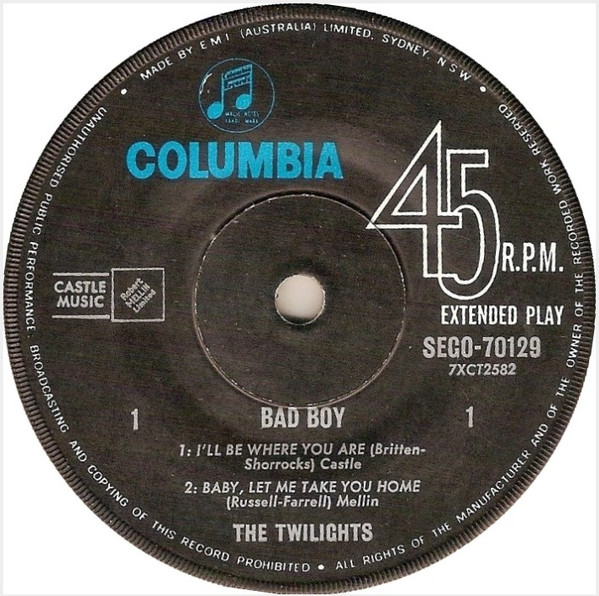 MADE BY E M I (AUSTRALIA) LIMITED. SYDNEY, N S W •
UNAUTHORISED PUBLIC PERFORMANCE, BROADCASTING AND COPYING OF THIS RECORD PROHIBITED • ALL RIGHTS OF THE MANUFACTURER AND OF THE OWNER OF THE RECORDED WORK RESERVED
COLUMBIA
45
R.P.M.
EXTENDED PLAY
CASTLE
MUSIC
Robert
MELLIN
Limited
SEGO-70129
7XCT2582
1 BAD BOY 1
1: I'LL BE WHERE YOU ARE (Britten-
Shorrocks) Castle
2: BABY, LET ME TAKE YOU HOME
(Russell-Farrell) Mellin
THE TWILIGHTS